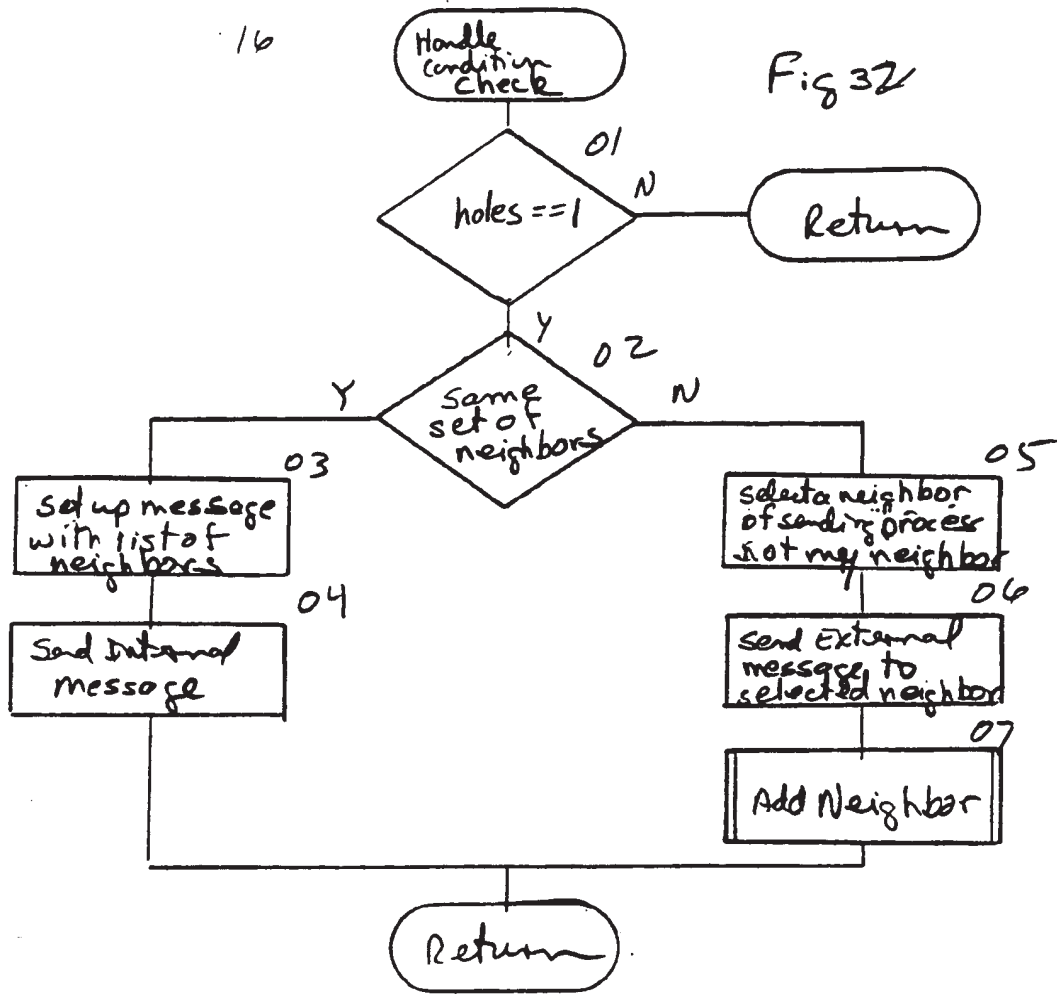 16
Handle
condition
check
Fig 32
01
holes == 1
N
Return
Y
02
Same
set of
neighbors
Y
N
03
set up message
with list of
neighbors
04
Send Internal
message
05
select a neighbor
of sending process
not my neighbor
06
send External
message to
selected neighbor
07
Add Neighbor
Return